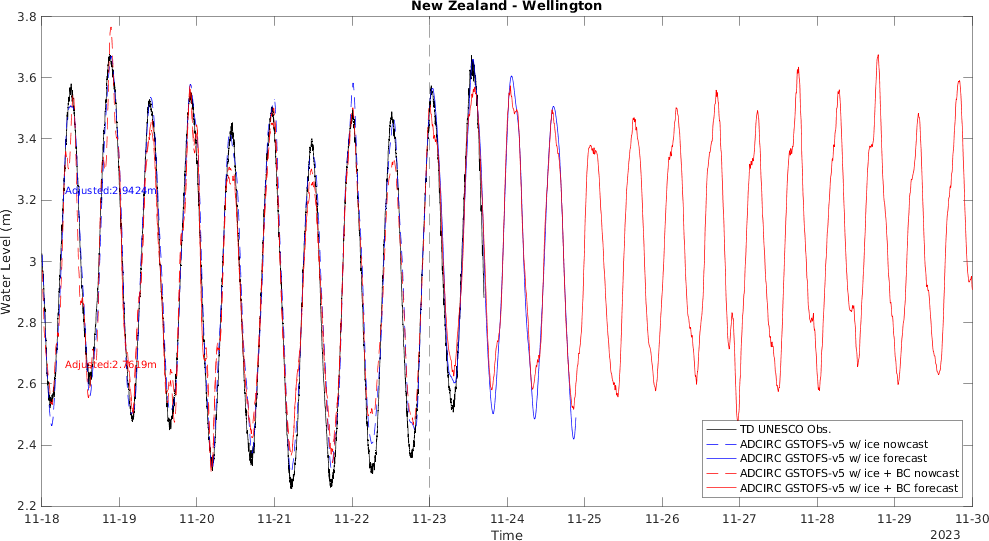 New Zealand - Wellington
3.8
3.6
3.4
3.2
3
2.8
2.6
2.4
2.2
Water Level (m)
Adjusted:2.9424m
Adjusted:2.7619m
TD UNESCO Obs.
ADCIRC GSTOFS-v5 w/ ice nowcast
ADCIRC GSTOFS-v5 w/ ice forecast
ADCIRC GSTOFS-v5 w/ ice + BC nowcast
ADCIRC GSTOFS-v5 w/ ice + BC forecast
11-18 11-19 11-20 11-21 11-22 11-23 11-24 11-25 11-26 11-27 11-28 11-29 11-30
Time
2023